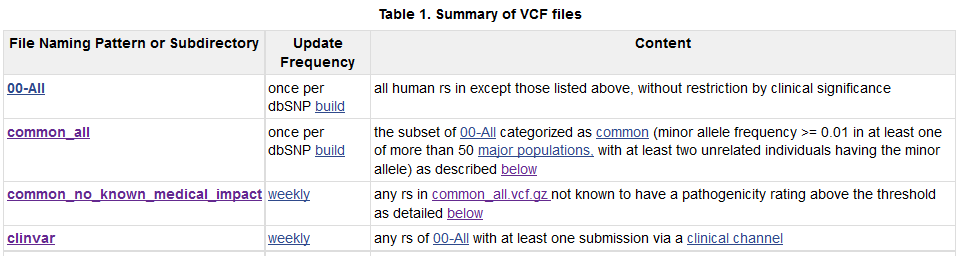 Table 1. Summary of VCF files
File Naming Pattern or Subdirectory Update Frequency Content
00-All once per dbSNP build all human rs in except those listed above, without restriction by clinical significance
common_all once per dbSNP build the subset of 00-All categorized as common (minor allele frequency >= 0.01 in at least one
of more than 50 major populations, with at least two unrelated individuals having the minor
allele) as described below
common_no_known_medical_impact weekly any rs in common_all.vcf.gz not known to have a pathogenicity rating above the threshold
as detailed below
clinvar weekly any rs of 00-All with at least one submission via a clinical channel